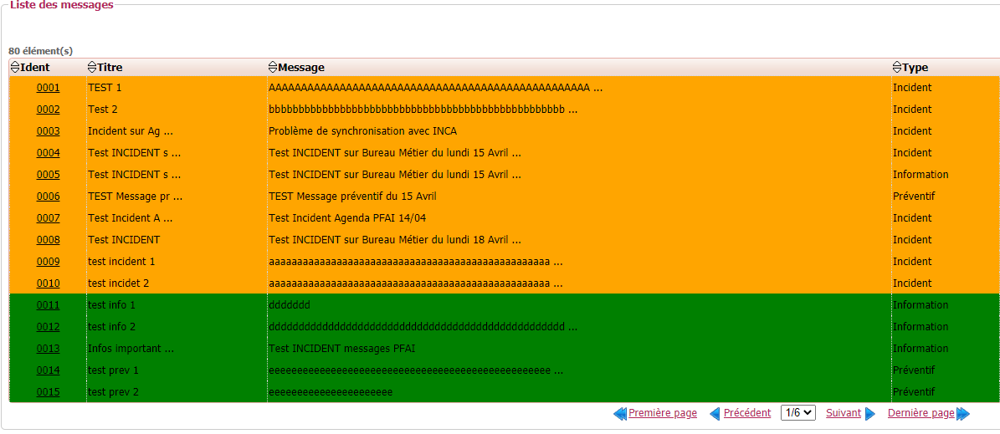 Liste des messages
80 élément(s)
Ident Titre Message Type
0001 TEST 1 AAAAAAAAAAAAAAAAAAAAAAAAAAAAAAAAAAAAAAAAAAAAAAAAAA ... Incident
0002 Test 2 bbbbbbbbbbbbbbbbbbbbbbbbbbbbbbbbbbbbbbbbbbbbbbbbbb ... Incident
0003 Incident sur Ag ... Problème de synchronisation avec INCA Incident
0004 Test INCIDENT s ... Test INCIDENT sur Bureau Métier du lundi 15 Avril ... Incident
0005 Test INCIDENT s ... Test INCIDENT sur Bureau Métier du lundi 15 Avril ... Information
0006 TEST Message pr ... TEST Message préventif du 15 Avril Préventif
0007 Test Incident A ... Test Incident Agenda PFAI 14/04 Incident
0008 Test INCIDENT Test INCIDENT sur Bureau Métier du lundi 18 Avril ... Incident
0009 test incident 1 aaaaaaaaaaaaaaaaaaaaaaaaaaaaaaaaaaaaaaaaaaaaaaaaaa ... Incident
0010 test incidet 2 aaaaaaaaaaaaaaaaaaaaaaaaaaaaaaaaaaaaaaaaaaaaaaaaaa ... Incident
0011 test info 1 ddddddd Information
0012 test info 2 dddddddddddddddddddddddddddddddddddddddddddddddddd ... Information
0013 Infos important ... Test INCIDENT messages PFAI Information
0014 test prev 1 eeeeeeeeeeeeeeeeeeeeeeeeeeeeeeeeeeeeeeeeeeeeeeeeee ... Préventif
0015 test prev 2 eeeeeeeeeeeeeeeeeeeeee Préventif
Première page Précédent 1/6 Suivant Dernière page